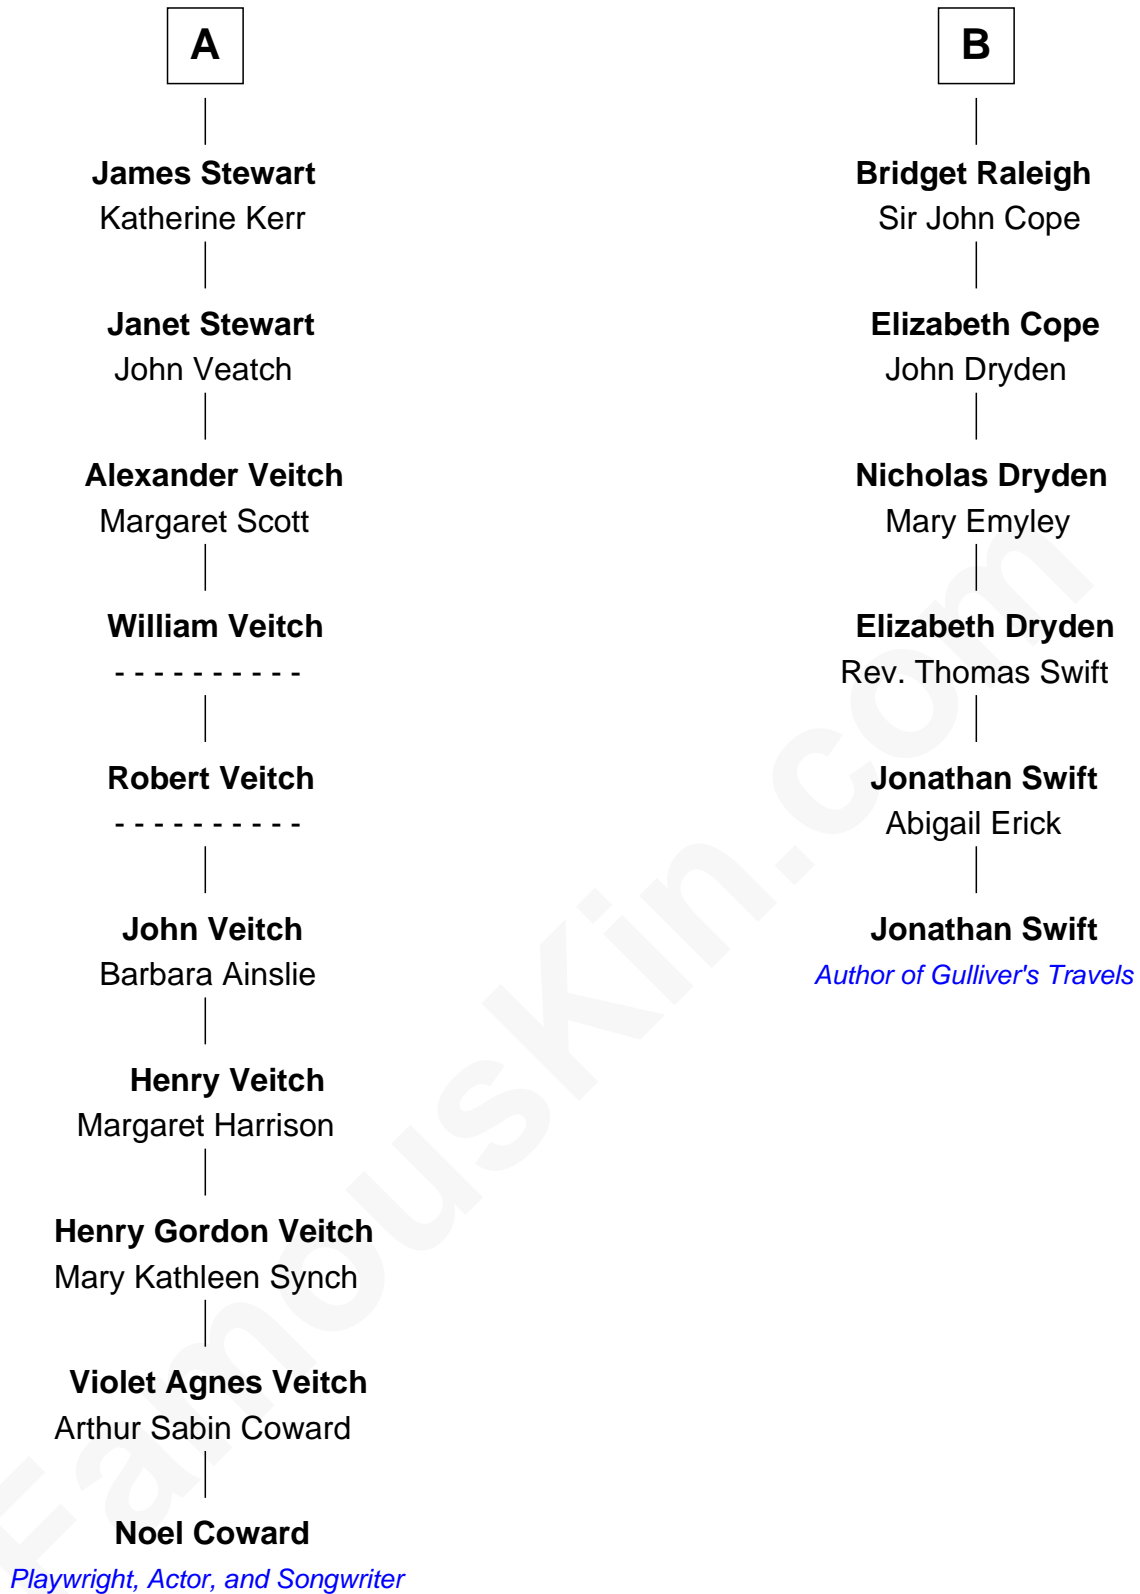 A
James Stewart
Katherine Kerr
Janet Stewart
John Veatch
Alexander Veitch
Margaret Scott
William Veitch
- - - - - - - - - -
Robert Veitch
- - - - - - - - - -
John Veitch
Barbara Ainslie
Henry Veitch
Margaret Harrison
Henry Gordon Veitch
Mary Kathleen Synch
Violet Agnes Veitch
Arthur Sabin Coward
Noel Coward
Playwright, Actor, and Songwriter
B
Bridget Raleigh
Sir John Cope
Elizabeth Cope
John Dryden
Nicholas Dryden
Mary Emyley
Elizabeth Dryden
Rev. Thomas Swift
Jonathan Swift
Abigail Erick
Jonathan Swift
Author of Gulliver's Travels
FamousKin.com